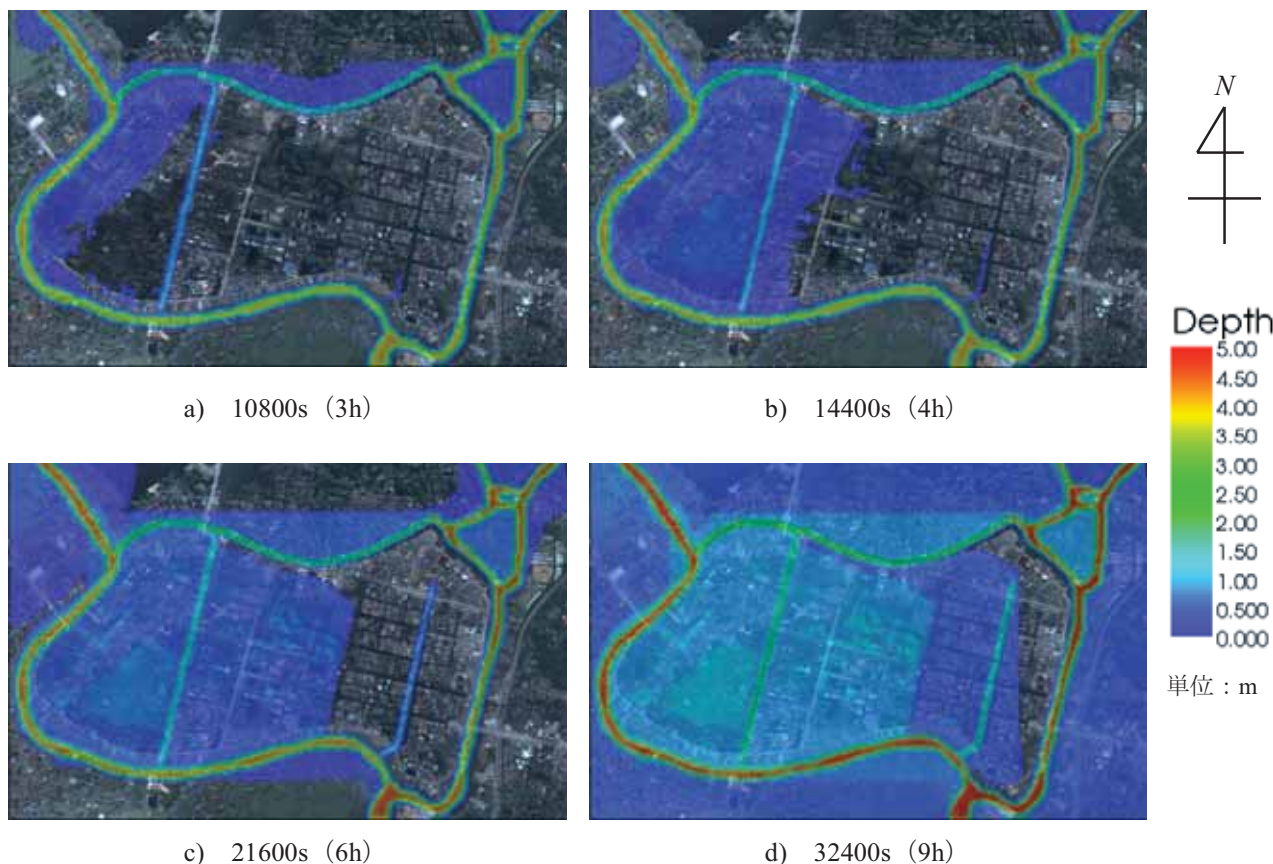 N
a) 10800s（3h）
b) 14400s（4h）
Depth
5.00
4.50
4.00
3.50
3.00
2.50
2.00
1.50
1.00
0.500
0.000
単位：m
c) 21600s（6h）
d) 32400s（9h）